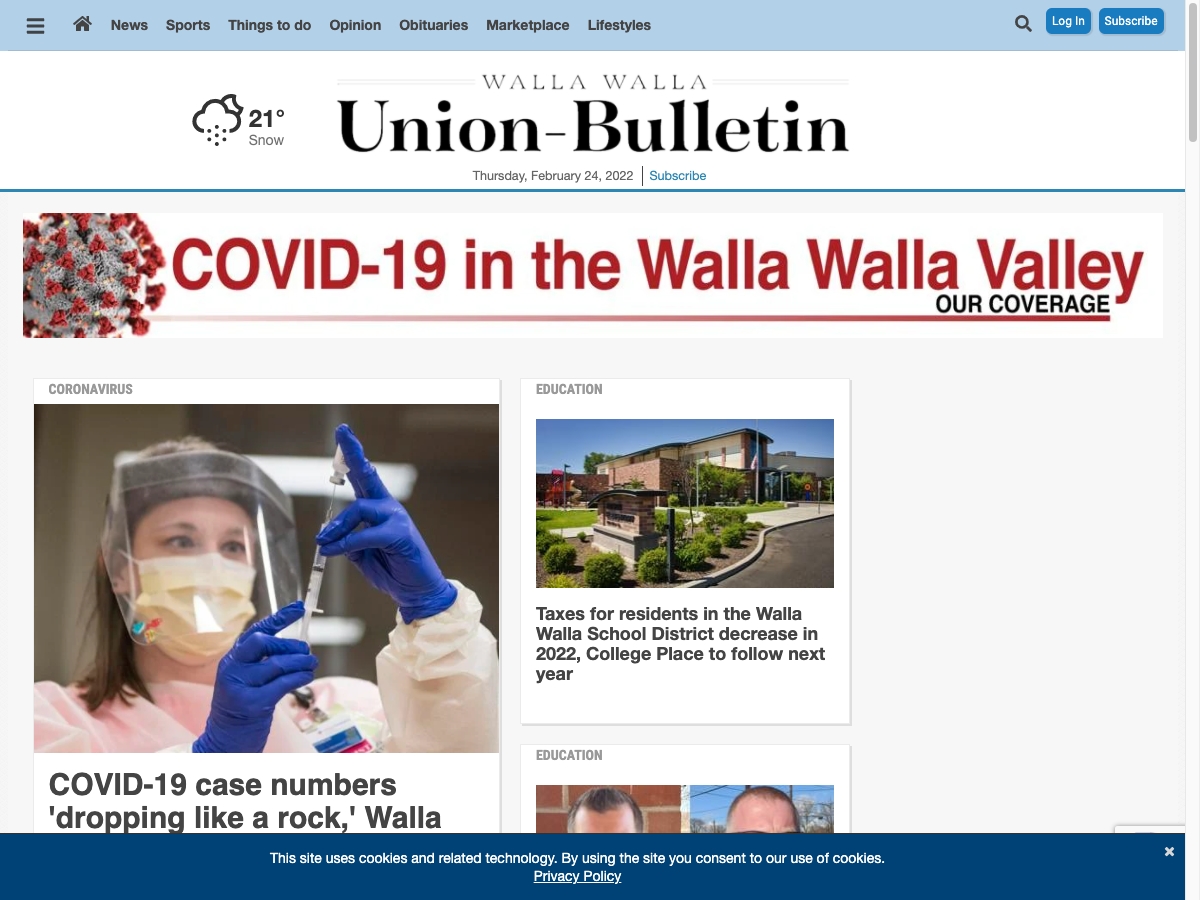 News Sports Things to do Opinion Obituaries Marketplace Lifestyles
Log In Subscribe
21°
Snow
WALLA WALLA
Union-Bulletin
Thursday, February 24, 2022 Subscribe
COVID-19 in the Walla Walla Valley
OUR COVERAGE
CORONAVIRUS
COVID-19 case numbers
'dropping like a rock,' Walla
EDUCATION
Taxes for residents in the Walla
Walla School District decrease in
2022, College Place to follow next
year
EDUCATION
This site uses cookies and related technology. By using the site you consent to our use of cookies.
Privacy Policy